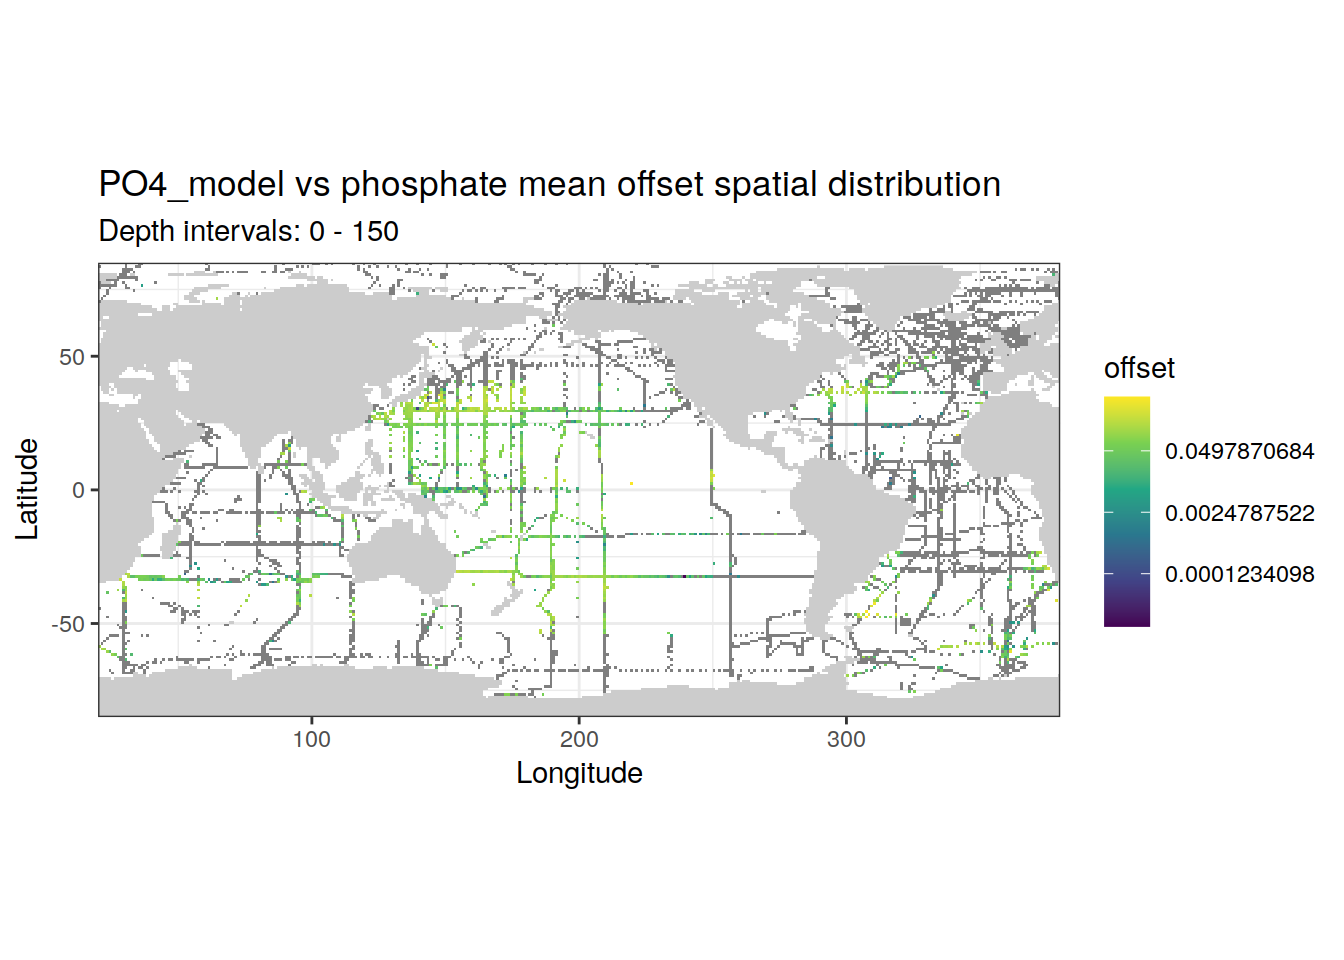 PO4_model vs phosphate mean offset spatial distribution
Depth intervals: 0 - 150
50
0
-50
Latitude
100
200
300
Longitude
offset
0.0497870684
0.0024787522
0.0001234098